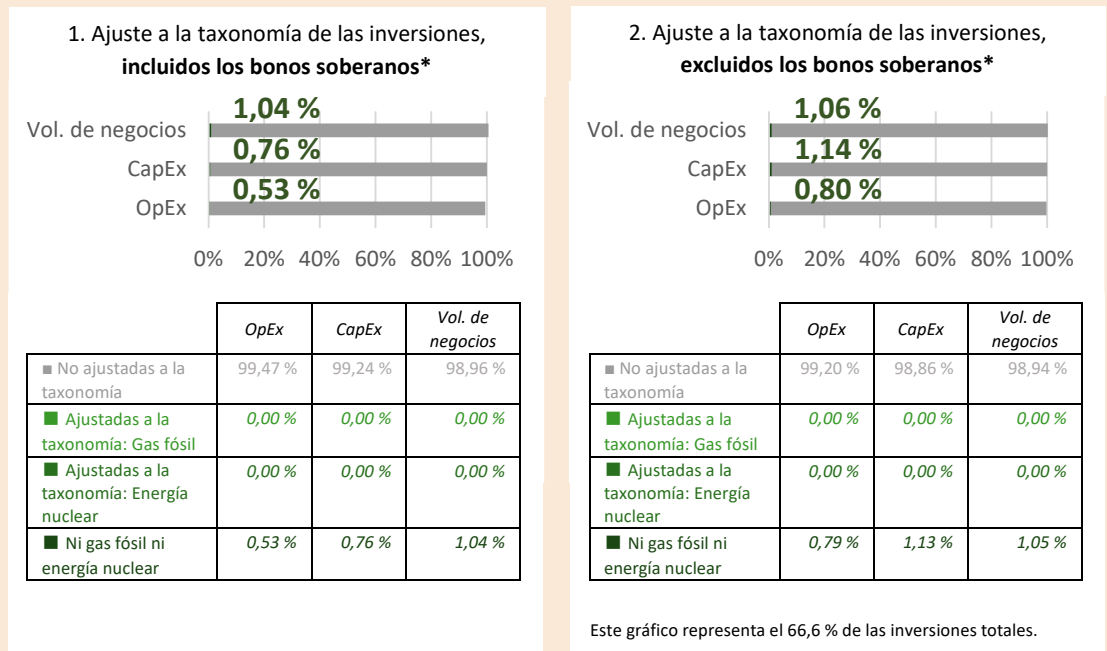 1. Ajuste a la taxonomía de las inversiones,
incluidos los bonos soberanos*
1,04 %
Vol. de negocios
0,76 %
CapEx
0,53 %
OpEx
0% 20% 40% 60% 80% 100%
OpEx CapEx Vol. de
negocios
■ No ajustadas a la 99,47 % 99,24 % 98,96 %
taxonomía
■ Ajustadas a la 0,00 % 0,00 % 0,00 %
taxonomía: Gas fósil
■ Ajustadas a la 0,00 % 0,00 % 0,00 %
taxonomía: Energía
nuclear
■ Ni gas fósil ni 0,53 % 0,76 % 1,04 %
energía nuclear
2. Ajuste a la taxonomía de las inversiones,
excluidos los bonos soberanos*
1,06 %
Vol. de negocios
1,14 %
CapEx
0,80 %
OpEx
0% 20% 40% 60% 80% 100%
OpEx CapEx Vol. de
negocios
■ No ajustadas a la 99,20 % 98,86 % 98,94 %
taxonomía
■ Ajustadas a la 0,00 % 0,00 % 0,00 %
taxonomía: Gas fósil
■ Ajustadas a la 0,00 % 0,00 % 0,00 %
taxonomía: Energía
nuclear
■ Ni gas fósil ni 0,79 % 1,13 % 1,05 %
energía nuclear
Este gráfico representa el 66,6 % de las inversiones totales.